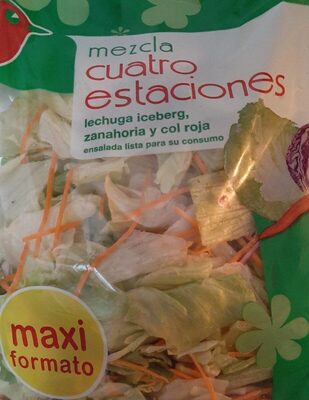 mezcla
cuatro
estaciones
lechuga iceberg,
zanahoria y col roja
ensalada lista para su consumo
maxi
formato